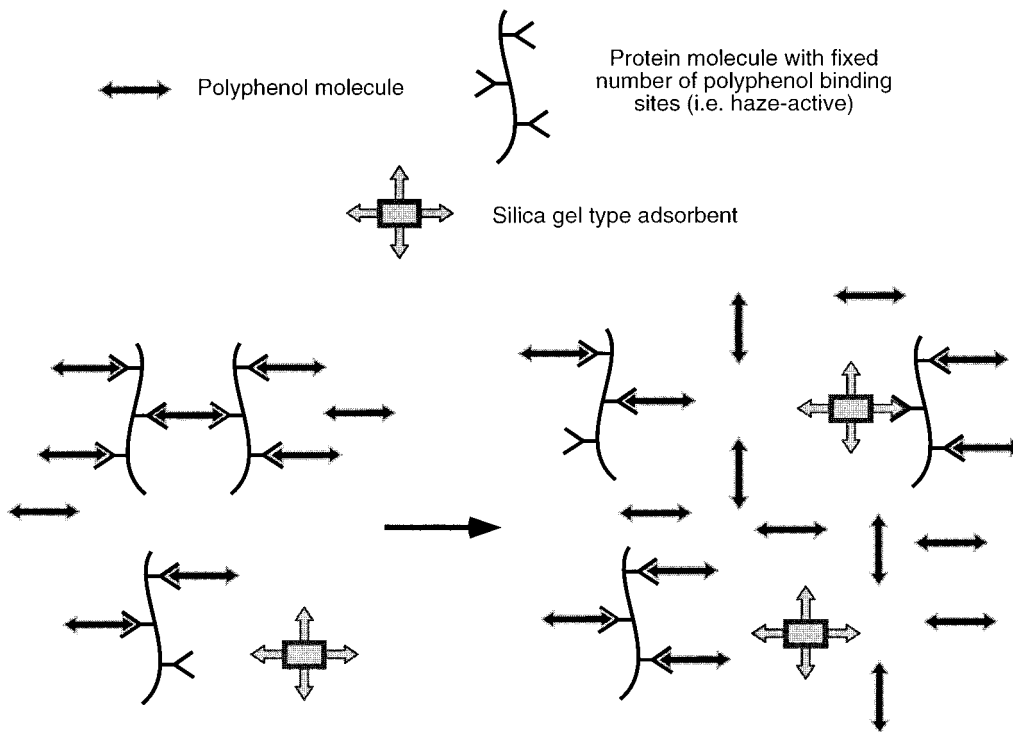 Polyphenol molecule
Protein molecule with fixed
number of polyphenol binding
sites (i.e. haze-active)
Silica gel type adsorbent